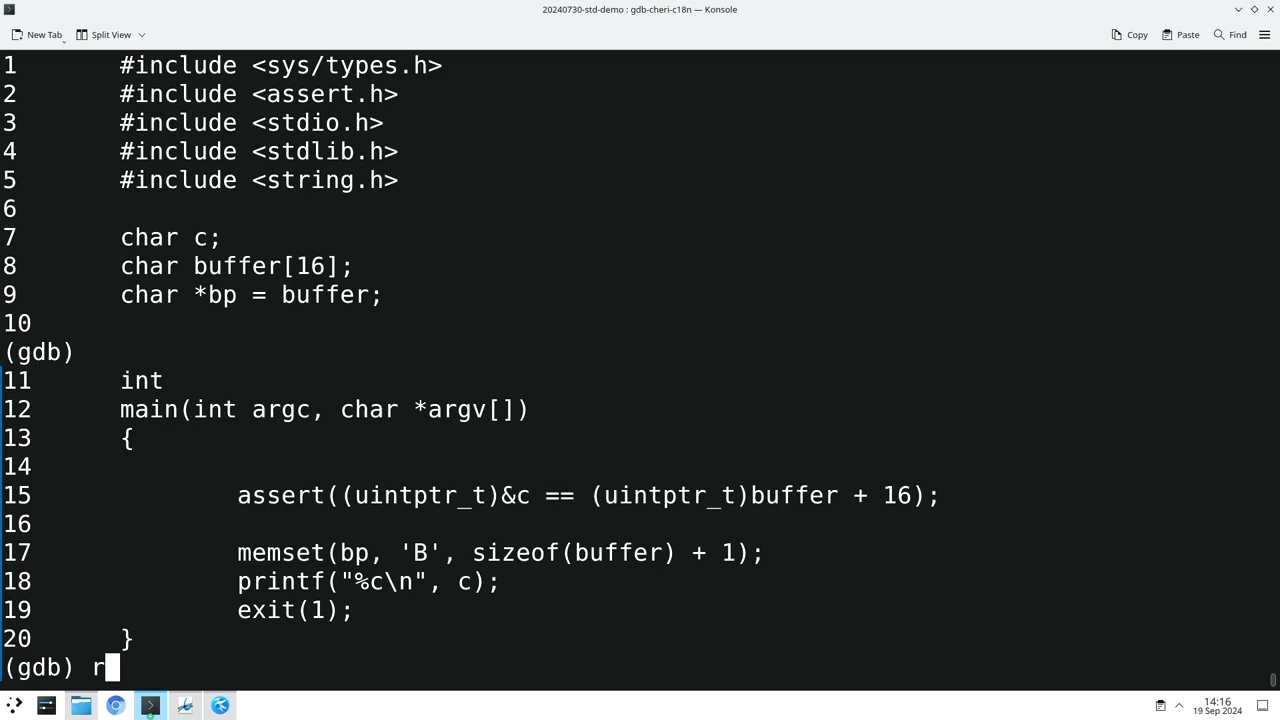 20240730-std-demo : gdb-cheri-c18n — Konsole
New Tab Split View Copy Paste Find
1 #include <sys/types.h>
2 #include <assert.h>
3 #include <stdio.h>
4 #include <stdlib.h>
5 #include <string.h>
6
7 char c;
8 char buffer[16];
9 char *bp = buffer;
10
(gdb)
11 int
12 main(int argc, char *argv[])
13 {
14
15 assert((uintptr_t)&c == (uintptr_t)buffer + 16);
16
17 memset(bp, 'B', sizeof(buffer) + 1);
18 printf("%c\n", c);
19 exit(1);
20 }
(gdb) r
14:16
19 Sep 2024